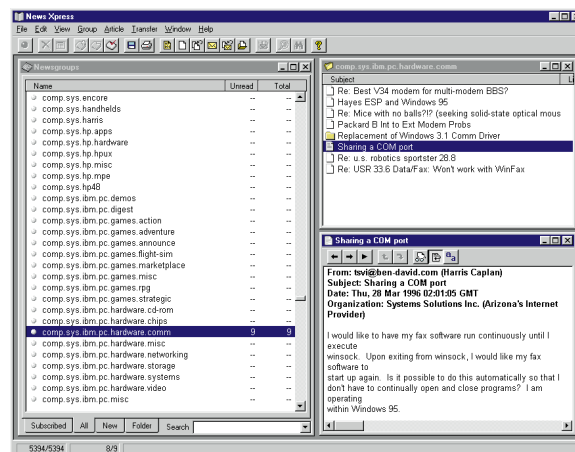 News Xpress
File Edit View Group Article Transfer Window Help
Newsgroups
Name Unread Total
comp.sys.encore -- --
comp.sys.handhelds -- --
comp.sys.harris -- --
comp.sys.hp.apps -- --
comp.sys.hp.hardware -- --
comp.sys.hp.hpux -- --
comp.sys.hp.misc -- --
comp.sys.hp.mpe -- --
comp.sys.hp48 -- --
comp.sys.ibm.pc.demos -- --
comp.sys.ibm.pc.digest -- --
comp.sys.ibm.pc.games.action -- --
comp.sys.ibm.pc.games.adventure -- --
comp.sys.ibm.pc.games.announce -- --
comp.sys.ibm.pc.games.flight-sim -- --
comp.sys.ibm.pc.games.marketplace -- --
comp.sys.ibm.pc.games.misc -- --
comp.sys.ibm.pc.games.rpg -- --
comp.sys.ibm.pc.games.strategic -- --
comp.sys.ibm.pc.hardware.cd-rom -- --
comp.sys.ibm.pc.hardware.chips -- --
comp.sys.ibm.pc.hardware.comm 9 9
comp.sys.ibm.pc.hardware.misc -- --
comp.sys.ibm.pc.hardware.networking -- --
comp.sys.ibm.pc.hardware.storage -- --
comp.sys.ibm.pc.hardware.systems -- --
comp.sys.ibm.pc.hardware.video -- --
comp.sys.ibm.pc.misc -- --
Subscribed All New Folder Search
comp.sys.ibm.pc.hardware.comm
Subject Li
Re: Best V34 modem for multi-modem BBS?
Hayes ESP and Windows 95
Re: Mice with no balls?!? (seeking solid-state optical mous
Packard B Int to Ext Modem Probs
Replacement of Windows 3.1 Comm Driver
Sharing a COM port
Re: u.s. robotics sportster 28.8
Re: USR 33.6 Data/Fax: Won't work with WinFax
Sharing a COM port
From: tsvi@ben-david.com (Harris Caplan)
Subject: Sharing a COM port
Date: Thu, 28 Mar 1996 02:01:05 GMT
Organization: Systems Solutions Inc. (Arizona's Internet
Provider)
I would like to have my fax software run continuously until I
execute
winsock. Upon exiting from winsock, I would like my fax
software to
start up again. Is it possible to do this automatically so that I
don't have to continually open and close programs? I am
operating
within Windows 95.
5394/5394 8/9